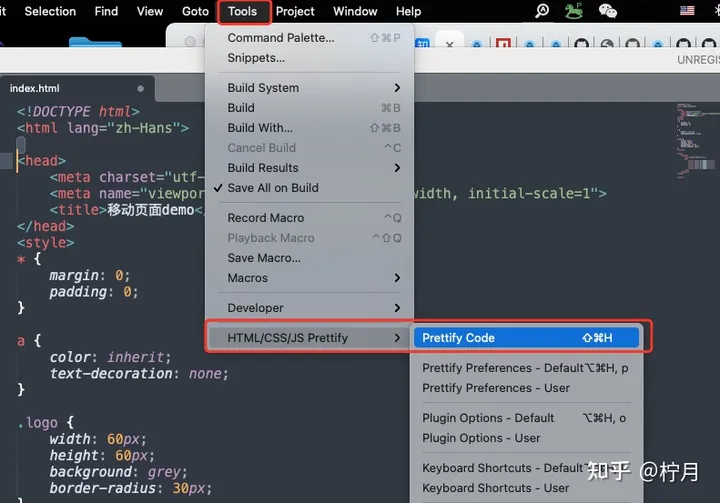 it Selection Find View Goto Tools Project Window Help
Command Palette... ⇧⌘P
Snippets...
UNREGIS
index.html
Build System
<!DOCTYPE html>
Build ⌘B
<html lang="zh-Hans">
Build With... ⇧⌘B
Cancel Build ^C
<head>
Build Results
<meta charset="utf-
Save All on Build
<meta name="viewpor width, initial-scale=1">
<title>移动页面demo</
Record Macro ^Q
</head>
Playback Macro ^⇧Q
<style>
Save Macro...
* {
margin: 0;
Macros
padding: 0;
}
Developer
HTML/CSS/JS Prettify
Prettify Code ⇧⌘H
a {
color: inherit;
Prettify Preferences - Default⌥⌘H, p
text-decoration: none;
Prettify Preferences - User
}
Plugin Options - Default ⌥⌘H, o
.logo {
Plugin Options - User
width: 60px;
height: 60px;
Keyboard Shortcuts - Default
background: grey;
Keyboard Shortcuts - User
border-radius: 30px;
}
知乎 @柠月